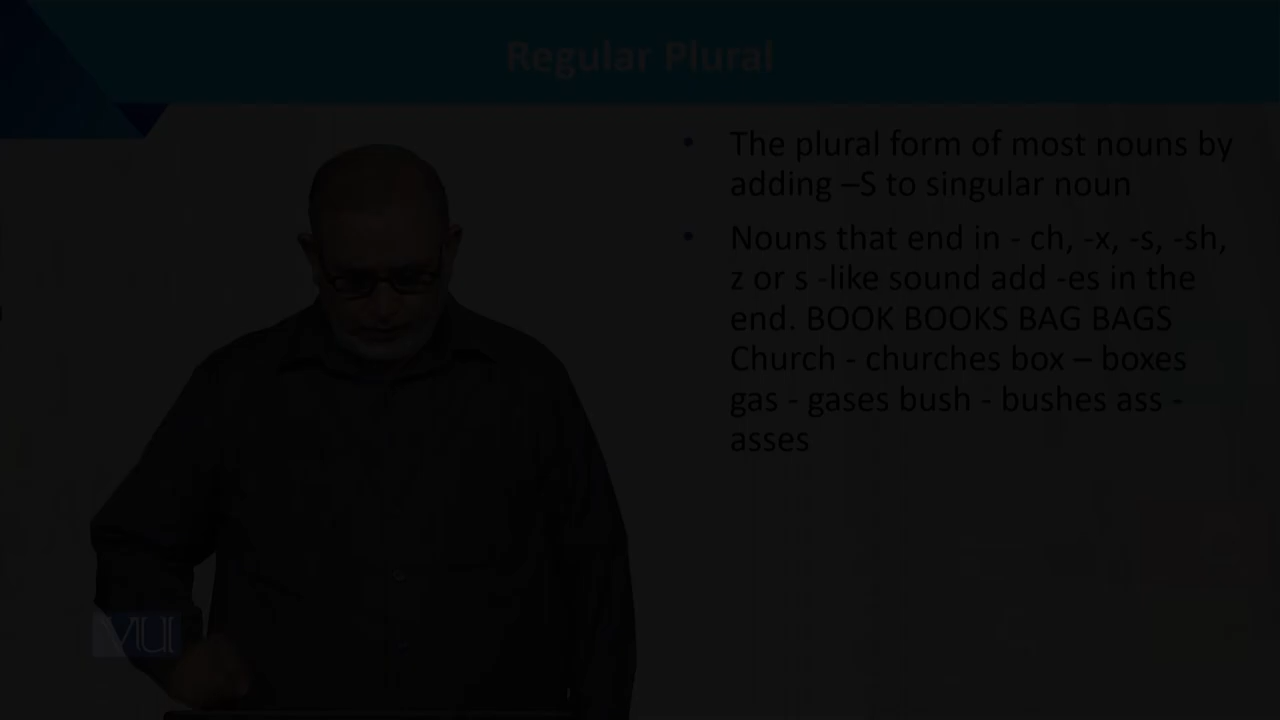 Regular Plural
• The plural form of most nouns by
adding –S to singular noun
• Nouns that end in - ch, -x, -s, -sh,
z or s -like sound add -es in the
end. BOOK BOOKS BAG BAGS
Church - churches box – boxes
gas - gases bush - bushes ass -
asses
VU